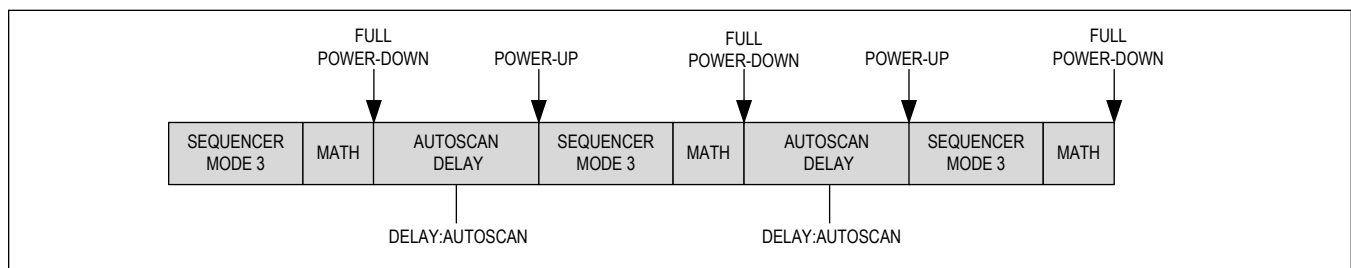 FULL
POWER-DOWN
POWER-UP
FULL
POWER-DOWN
POWER-UP
FULL
POWER-DOWN
SEQUENCER
MODE 3
MATH
AUTOSCAN
DELAY
SEQUENCER
MODE 3
MATH
AUTOSCAN
DELAY
SEQUENCER
MODE 3
MATH
DELAY:AUTOSCAN
DELAY:AUTOSCAN